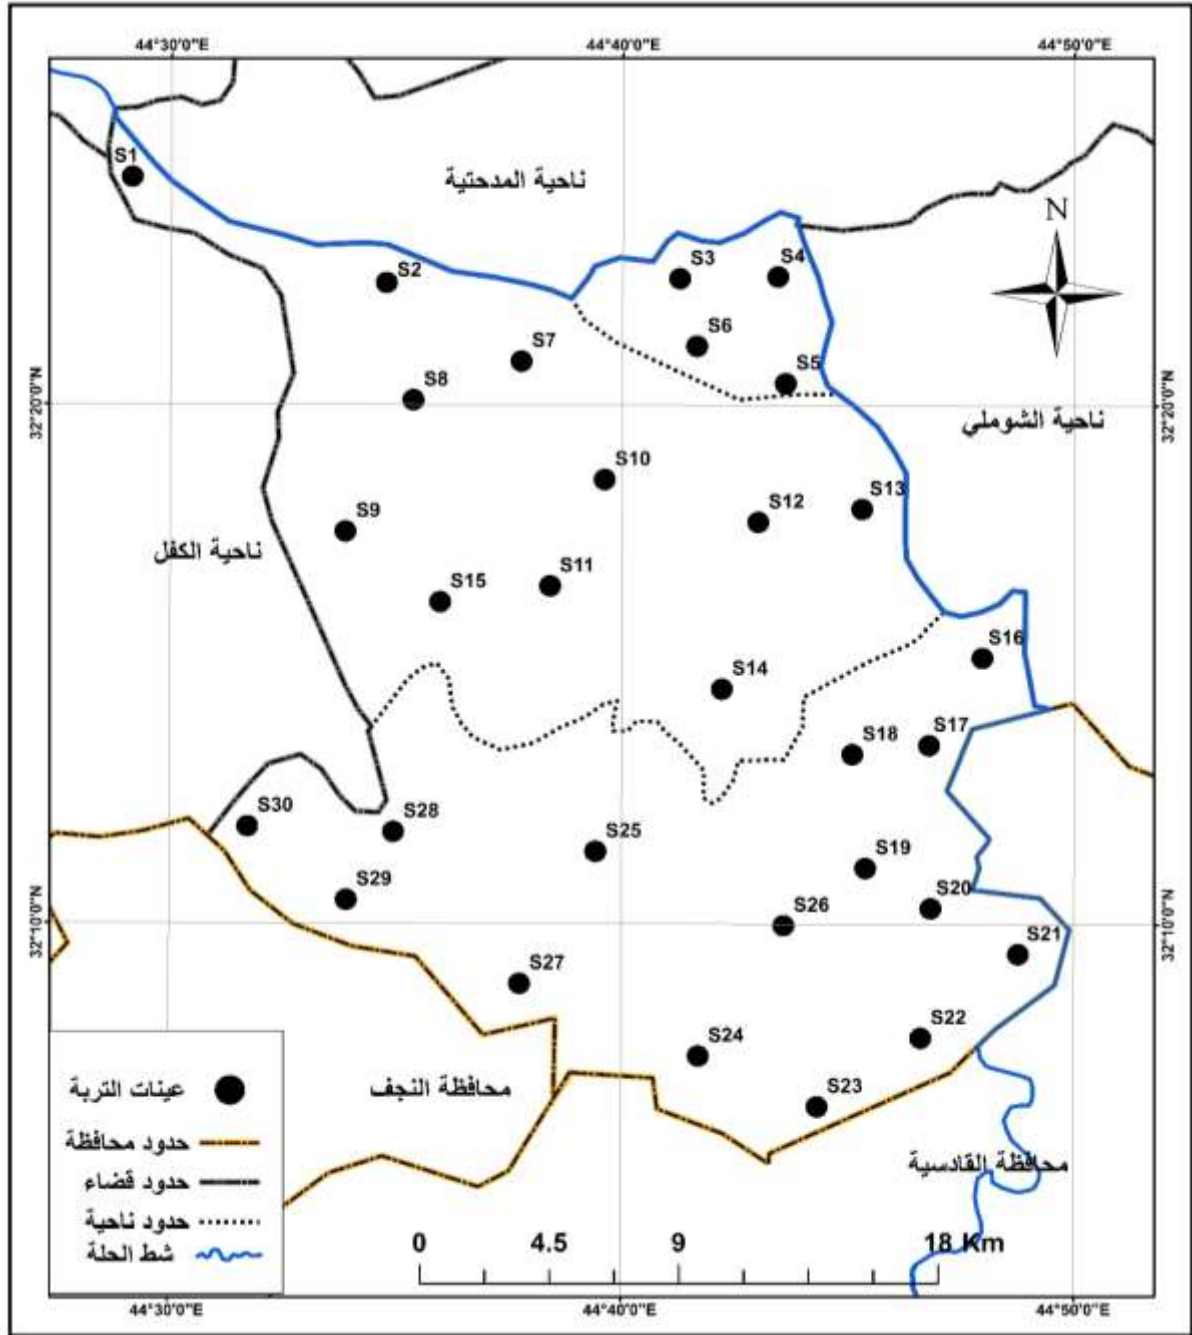 44°30'0"E
44°40'0"E
44°50'0"E
S1
ناحية المدحتية
N
S2
S3
S4
S6
S7
S5
S8
32°20'0"N
32°20'0"N
ناحية الشوملي
S10
S9
S12
S13
ناحية الكفل
S15
S11
S16
S14
S18
S17
S30
S28
S25
S19
S29
S26
S20
32°10'0"N
32°10'0"N
S21
S27
S22
S24
S23
محافظة النجف
محافظة القادسية
عينات التربة
حدود محافظة
حدود قضاء
حدود ناحية
شط الحلة
0 4.5 9 18 Km
44°30'0"E
44°40'0"E
44°50'0"E